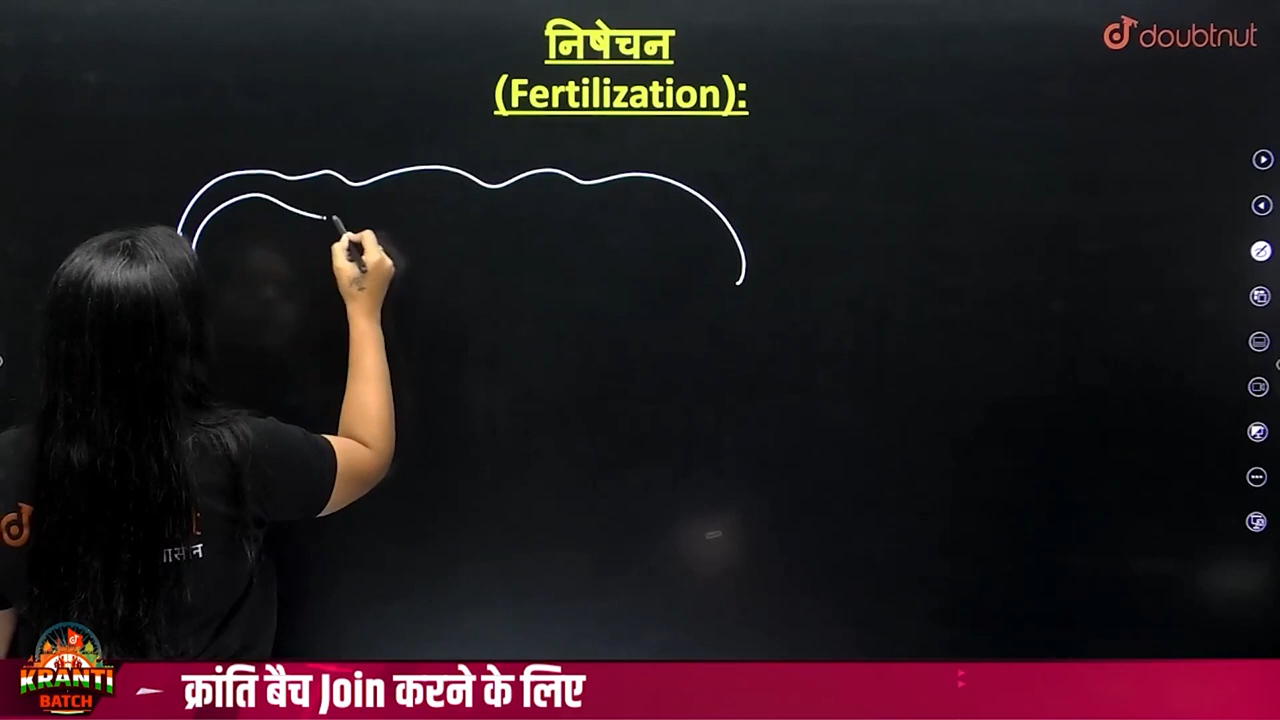 निषेचन
(Fertilization):
doubtnut
KRANTI
BATCH
क्रांति बैच Join करने के लिए